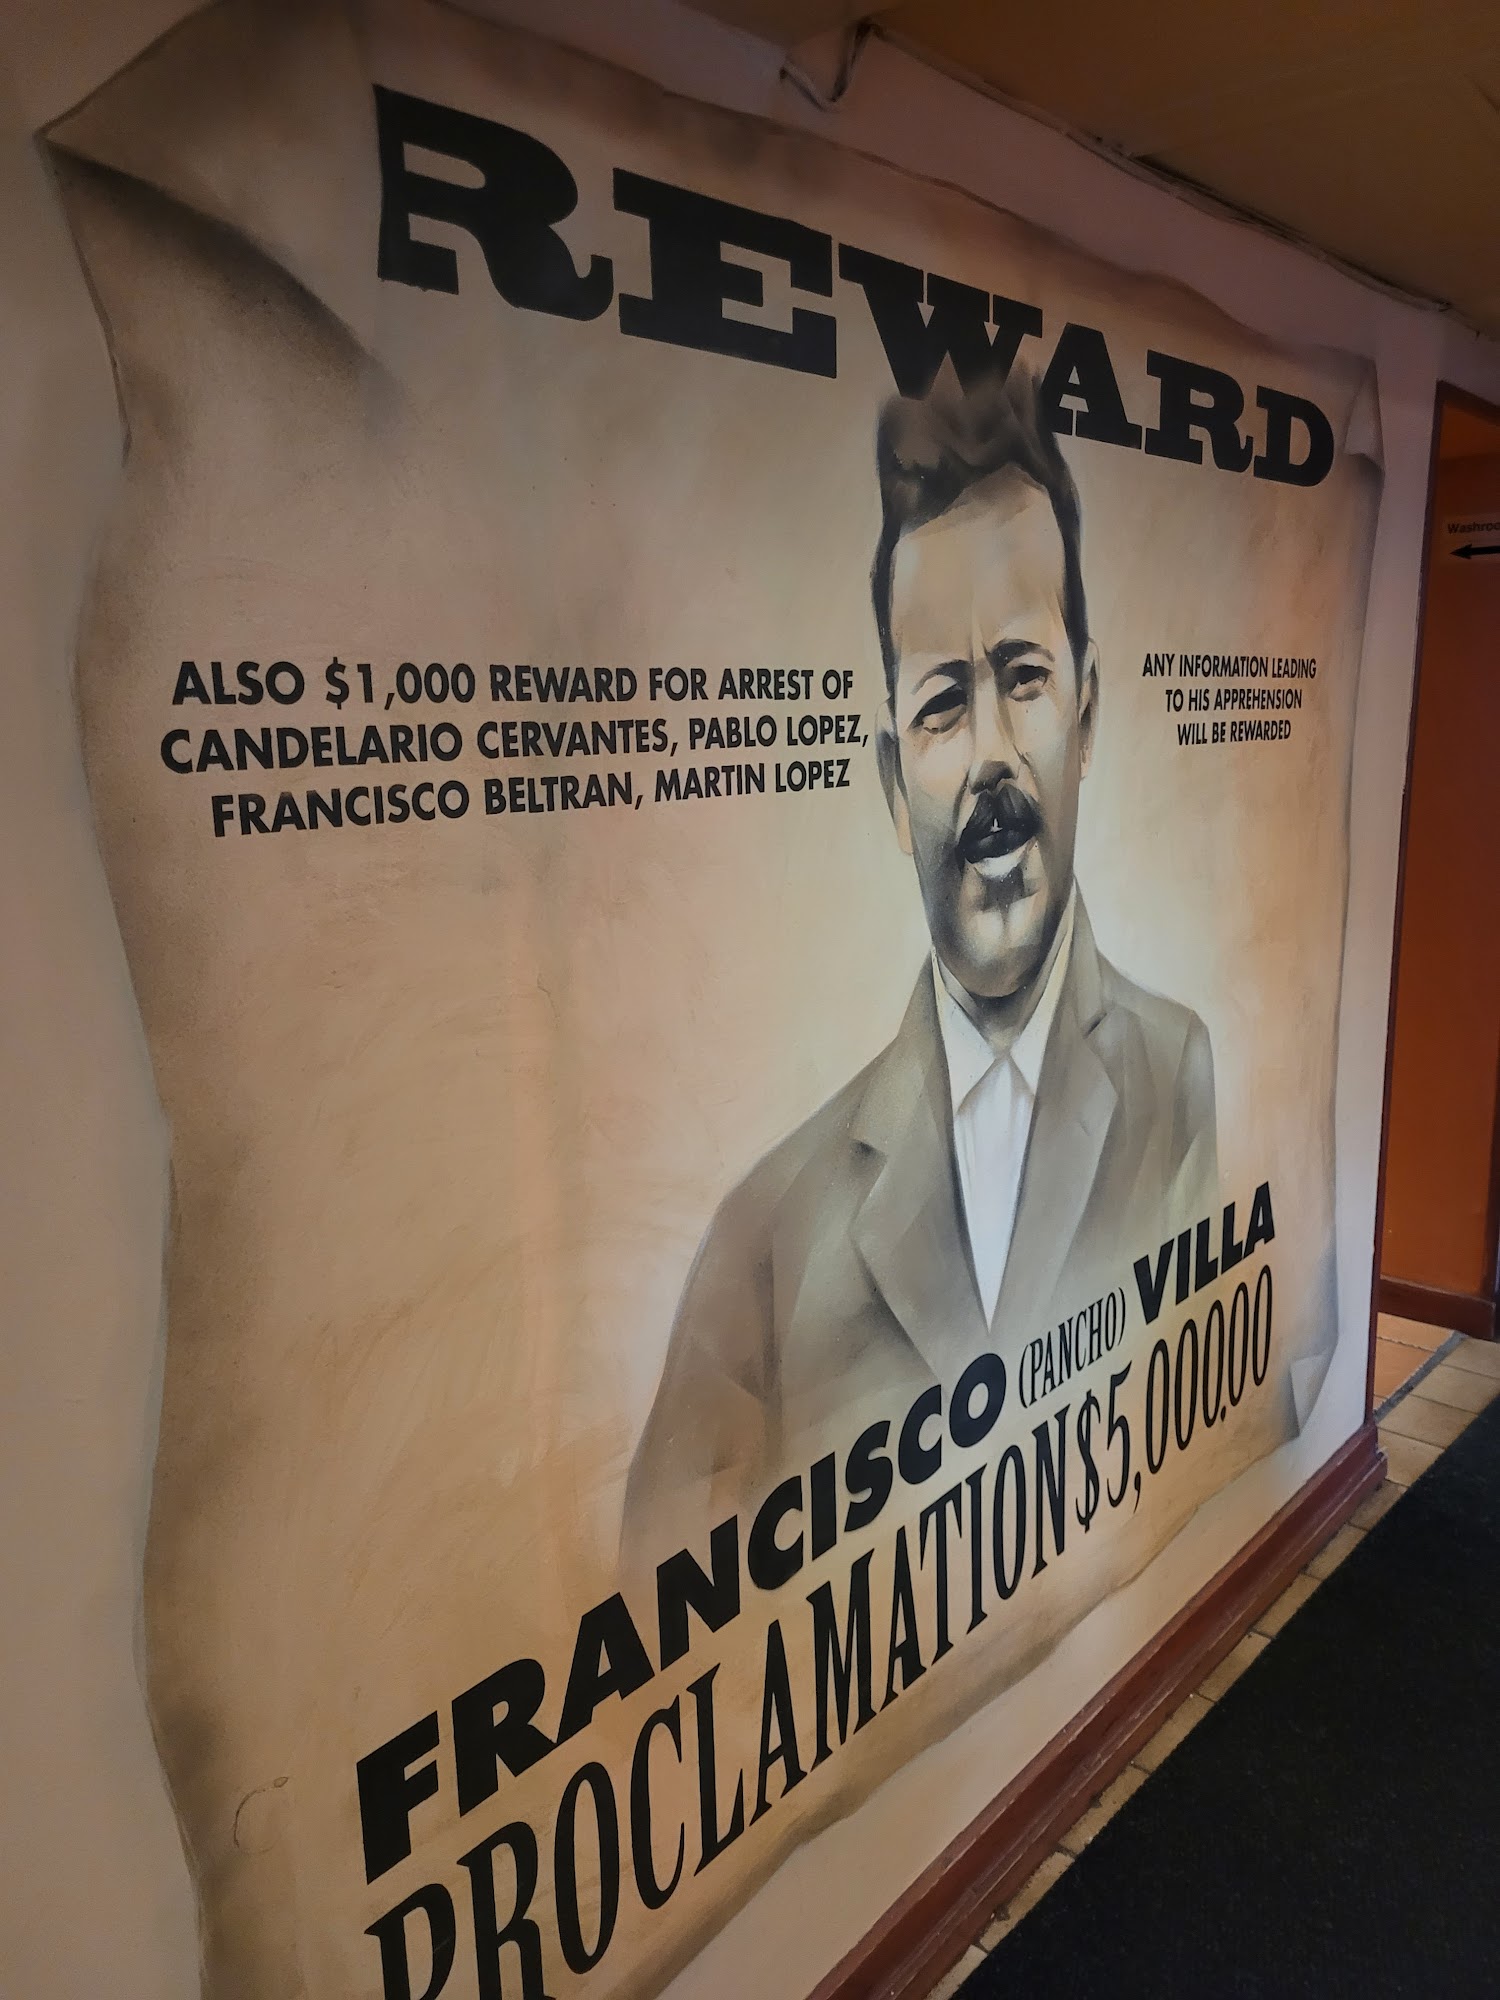 REWARD
ALSO $1,000 REWARD FOR ARREST OF
CANDELARIO CERVANTES, PABLO LOPEZ,
FRANCISCO BELTRAN, MARTIN LOPEZ
ANY INFORMATION LEADING
TO HIS APPREHENSION
WILL BE REWARDED
FRANCISCO (PANCHO) VILLA
PROCLAMATION $5,000.00